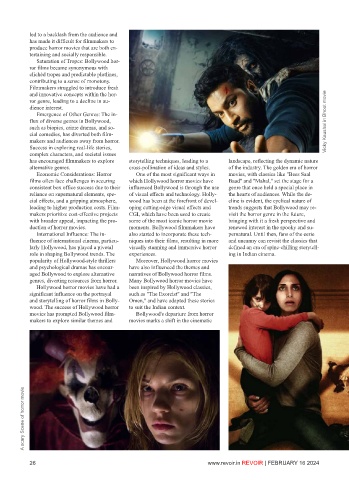 led to a backlash from the audience and
has made it difficult for filmmakers to
produce horror movies that are both en-
tertaining and socially responsible.
Saturation of Tropes: Bollywood hor-
ror films became synonymous with
clichéd tropes and predictable plotlines,
contributing to a sense of monotony.
Filmmakers struggled to introduce fresh
and innovative concepts within the hor-
ror genre, leading to a decline in au-
dience interest.
Emergence of Other Genres: The in-
flux of diverse genres in Bollywood,
such as biopics, crime dramas, and so-
cial comedies, has diverted both film-
makers and audiences away from horror.
Success in exploring real-life stories,
complex characters, and societal issues
has encouraged filmmakers to explore
alternative genres.
Economic Considerations: Horror
films often face challenges in securing
consistent box office success due to their
reliance on supernatural elements, spe-
cial effects, and a gripping atmosphere,
leading to higher production costs. Film-
makers prioritize cost-effective projects
with broader appeal, impacting the pro-
duction of horror movies.
International Influence: The in-
fluence of international cinema, particu-
larly Hollywood, has played a pivotal
role in shaping Bollywood trends. The
popularity of Hollywood-style thrillers
and psychological dramas has encour-
aged Bollywood to explore alternative
genres, diverting resources from horror.
Hollywood horror movies have had a
significant influence on the portrayal
and storytelling of horror films in Bolly-
wood. The success of Hollywood horror
movies has prompted Bollywood film-
makers to explore similar themes and
storytelling techniques, leading to a
cross-pollination of ideas and styles.
One of the most significant ways in
which Hollywood horror movies have
influenced Bollywood is through the use
of visual effects and technology. Holly-
wood has been at the forefront of devel-
oping cutting-edge visual effects and
CGI, which have been used to create
some of the most iconic horror movie
moments. Bollywood filmmakers have
also started to incorporate these tech-
niques into their films, resulting in more
visually stunning and immersive horror
experiences.
Moreover, Hollywood horror movies
have also influenced the themes and
narratives of Bollywood horror films.
Many Bollywood horror movies have
been inspired by Hollywood classics,
such as "The Exorcist" and "The
Omen," and have adapted these stories
to suit the Indian context.
Bollywood's departure from horror
movies marks a shift in the cinematic
landscape, reflecting the dynamic nature
of the industry. The golden era of horror
movies, with classics like "Bees Saal
Baad" and "Mahal," set the stage for a
genre that once held a special place in
the hearts of audiences. While the de-
cline is evident, the cyclical nature of
trends suggests that Bollywood may re-
visit the horror genre in the future,
bringing with it a fresh perspective and
renewed interest in the spooky and su-
pernatural. Until then, fans of the eerie
and uncanny can revisit the classics that
defined an era of spine-chilling storytell-
ing in Indian cinema.
Vicky Kaushal in Bhoot movie
A scary Scene of horror movie
26
www.revoir.in REVOIR | FEBRUARY 16 2024